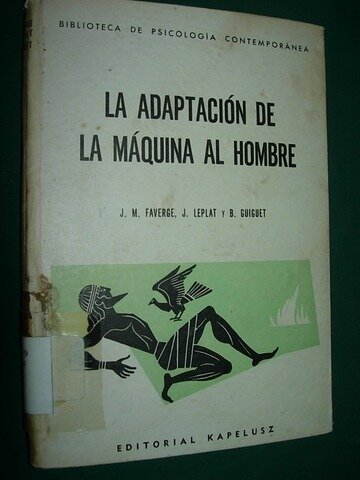 BIBLIOTECA DE PSICOLOGÍA CONTEMPORÁNEA
LA ADAPTACIÓN DE
LA MÁQUINA AL HOMBRE
J. M. FAVERGE, J. LEPLAT Y B. GUIGUET
EDITORIAL KAPELUSZ